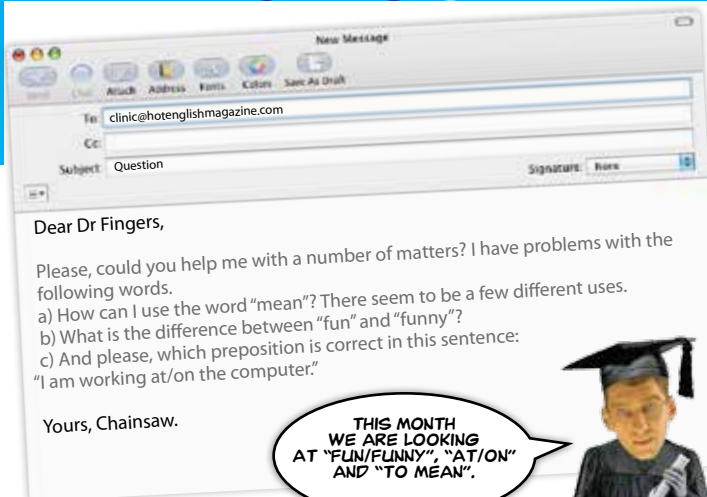 New Message
Chat Attach Address Fonts Colors Save As Draft
To: clinic@hotenglishmagazine.com
Cc:
Subject: Question
Signature: None
Dear Dr Fingers,
Please, could you help me with a number of matters? I have problems with the
following words.
a) How can I use the word “mean”? There seem to be a few different uses.
b) What is the difference between “fun” and “funny”?
c) And please, which preposition is correct in this sentence:
“I am working at/on the computer.”
Yours, Chainsaw.
THIS MONTH
WE ARE LOOKING
AT “FUN/FUNNY”, “AT/ON”
AND “TO MEAN”.